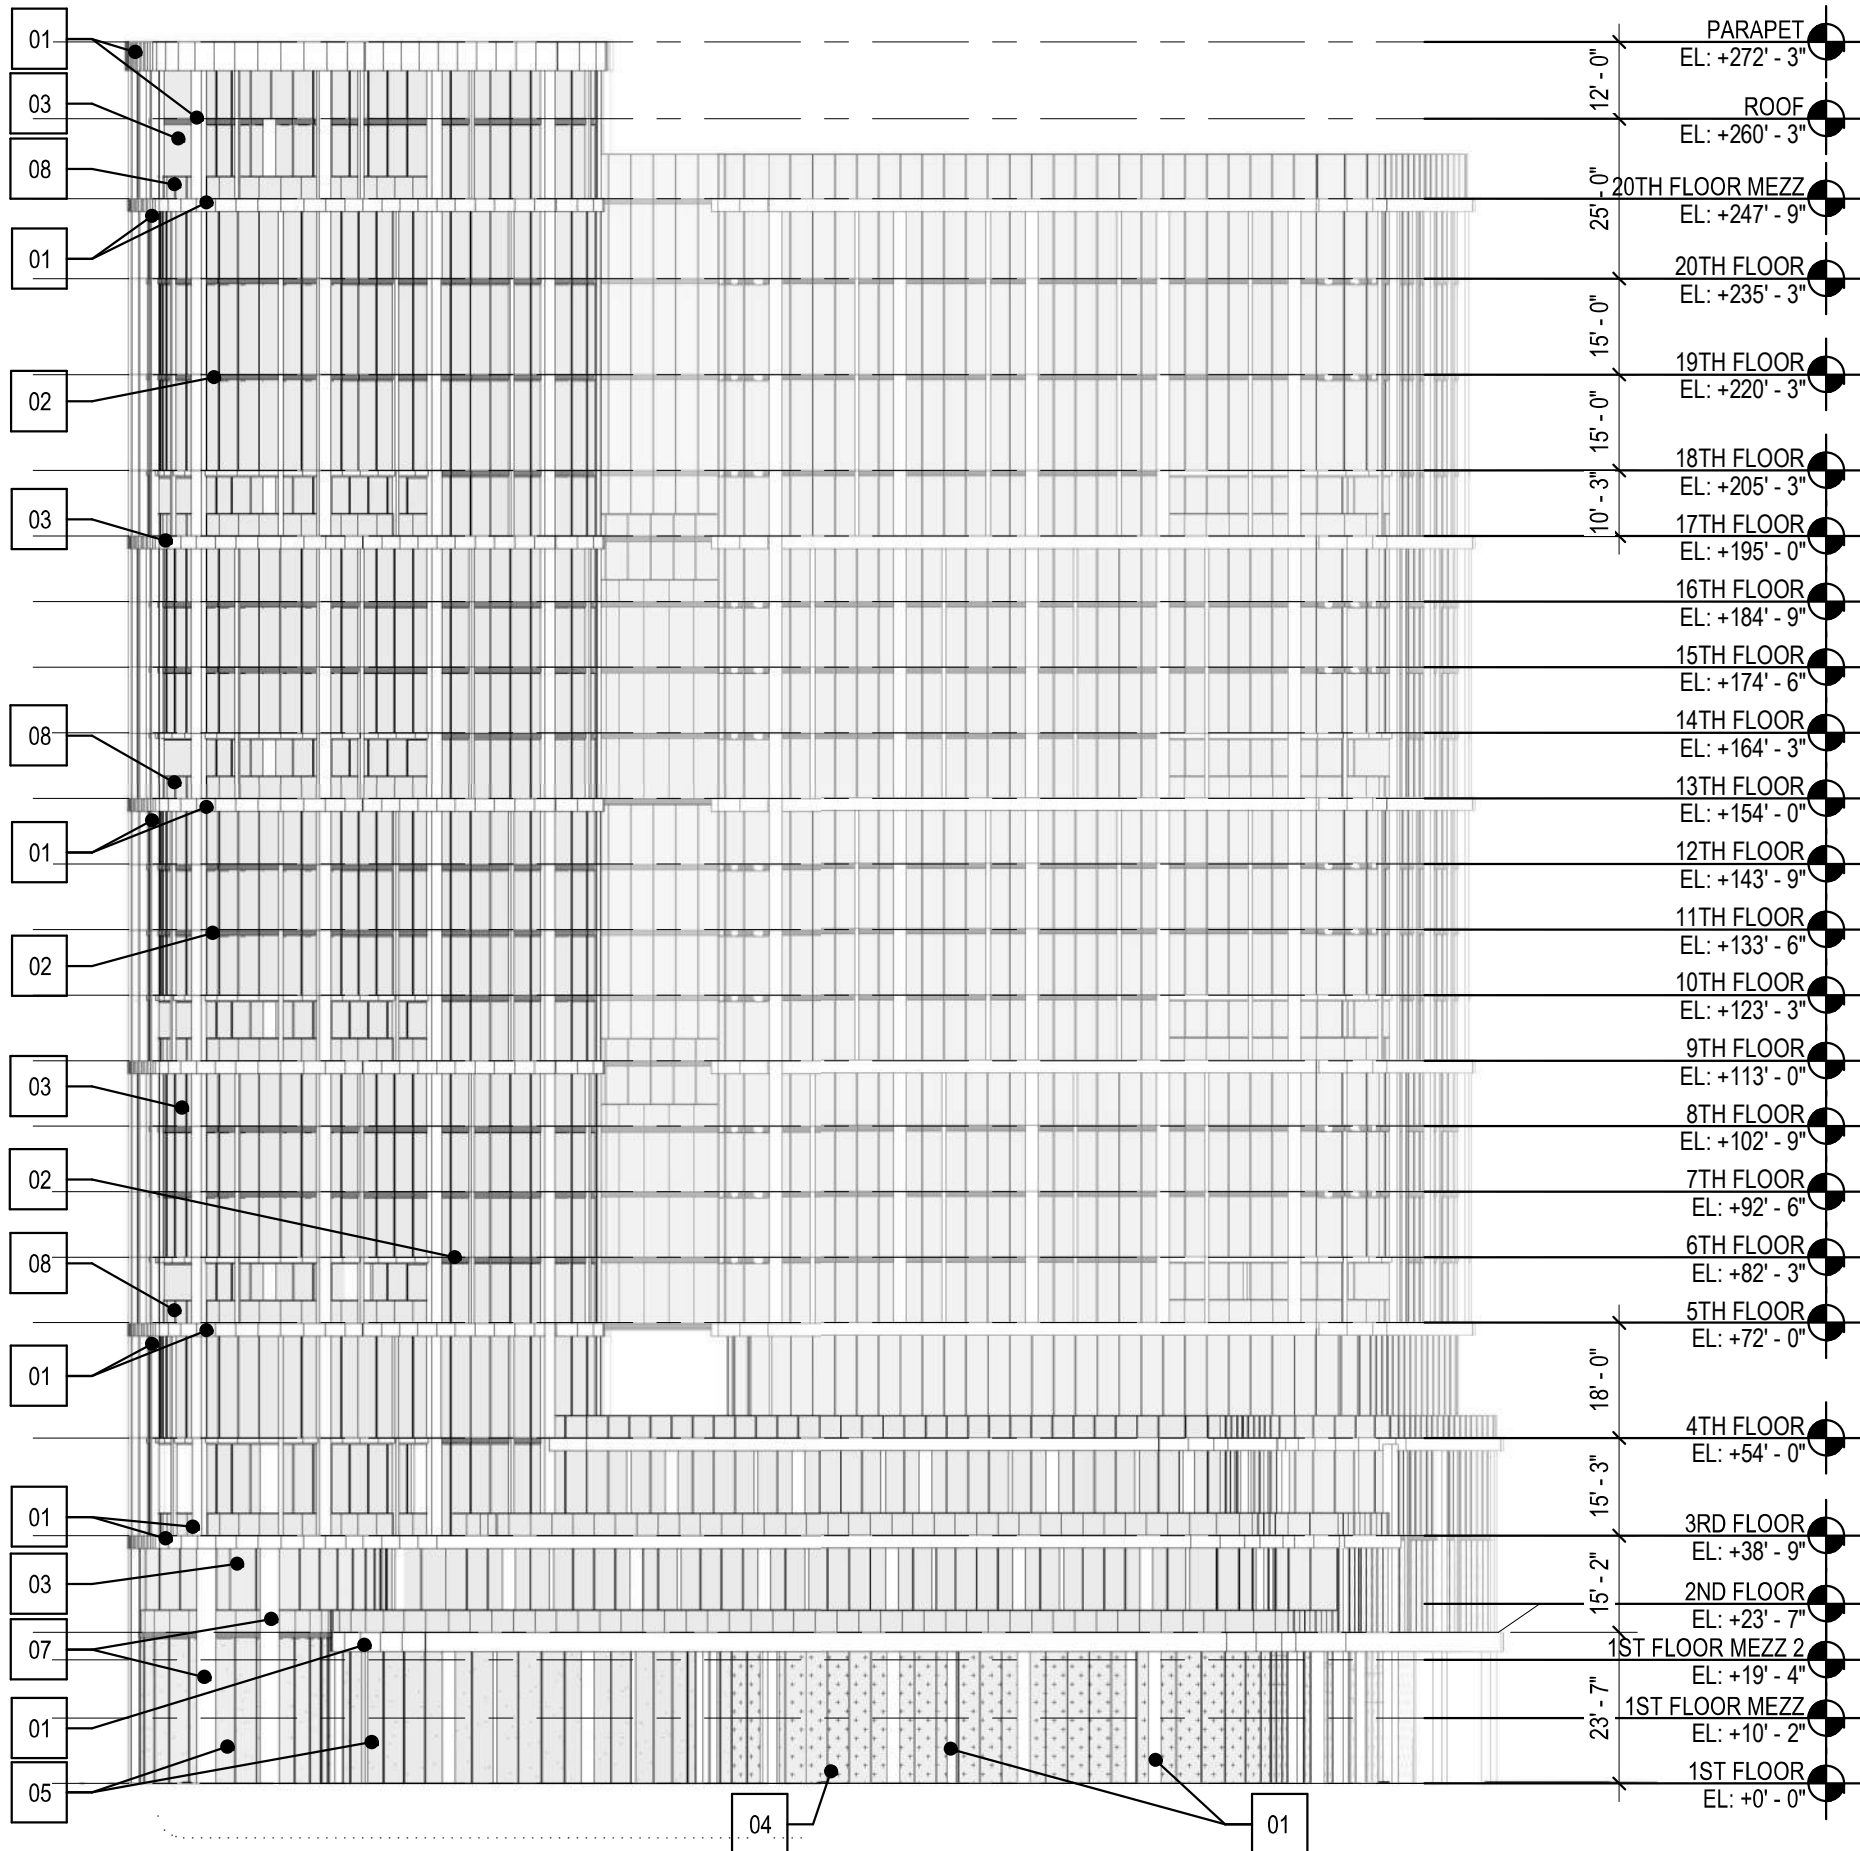 01
03
08
01
02
03
08
01
02
03
02
08
01
01
03
07
01
05
04
01
12' - 0"
25' - 0"
15' - 0"
15' - 0"
10' - 3"
18' - 0"
15' - 3"
15' - 2"
23' - 7"
PARAPET
EL: +272' - 3"
ROOF
EL: +260' - 3"
20TH FLOOR MEZZ
EL: +247' - 9"
20TH FLOOR
EL: +235' - 3"
19TH FLOOR
EL: +220' - 3"
18TH FLOOR
EL: +205' - 3"
17TH FLOOR
EL: +195' - 0"
16TH FLOOR
EL: +184' - 9"
15TH FLOOR
EL: +174' - 6"
14TH FLOOR
EL: +164' - 3"
13TH FLOOR
EL: +154' - 0"
12TH FLOOR
EL: +143' - 9"
11TH FLOOR
EL: +133' - 6"
10TH FLOOR
EL: +123' - 3"
9TH FLOOR
EL: +113' - 0"
8TH FLOOR
EL: +102' - 9"
7TH FLOOR
EL: +92' - 6"
6TH FLOOR
EL: +82' - 3"
5TH FLOOR
EL: +72' - 0"
4TH FLOOR
EL: +54' - 0"
3RD FLOOR
EL: +38' - 9"
2ND FLOOR
EL: +23' - 7"
1ST FLOOR MEZZ 2
EL: +19' - 4"
1ST FLOOR MEZZ
EL: +10' - 2"
1ST FLOOR
EL: +0' - 0"